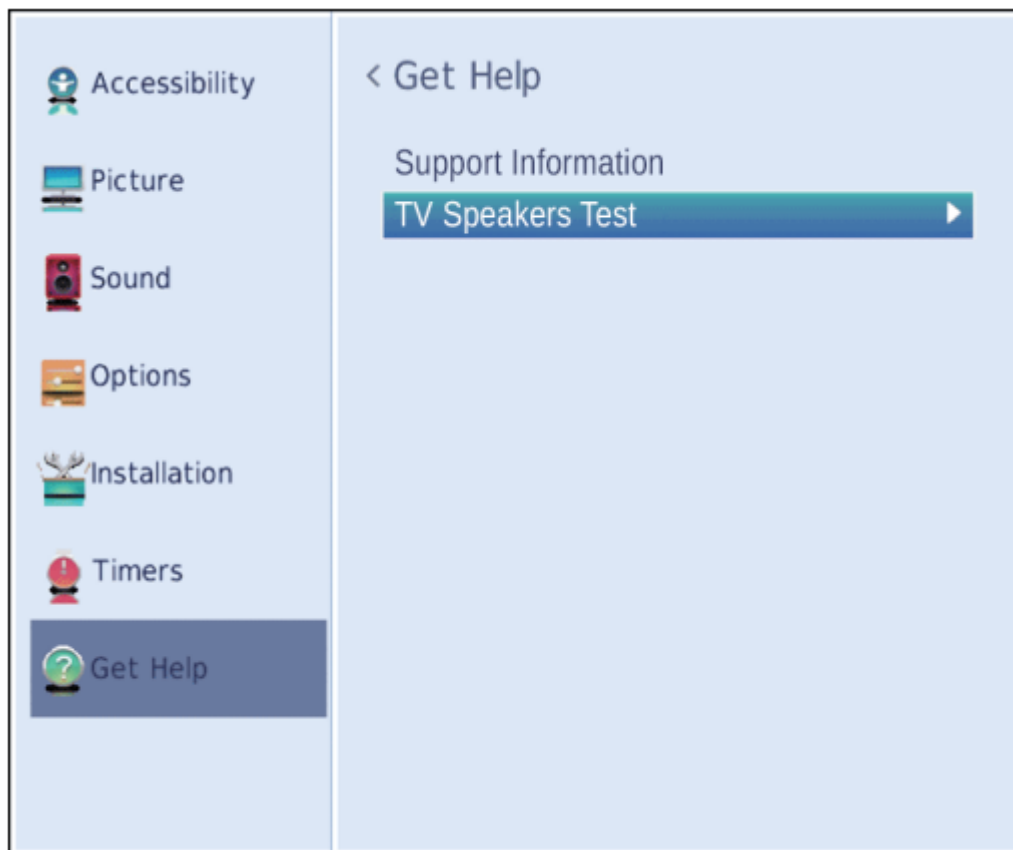 Accessibility
Picture
Sound
Options
Installation
Timers
Get Help
< Get Help
Support Information
TV Speakers Test